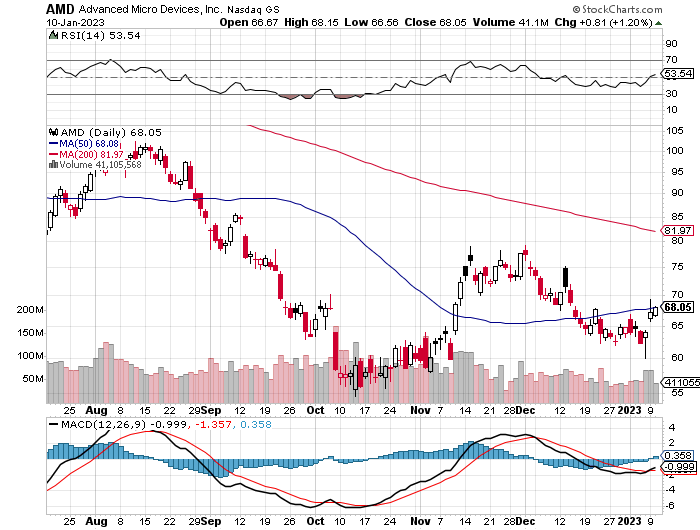 AMD Advanced Micro Devices, Inc. Nasdaq GS © StockCharts.com
10-Jan-2023 Open 66.67 High 68.15 Low 66.56 Close 68.05 Volume 41.1M Chg +0.81 (+1.20%)
RSI(14) 53.54
90
70
53.54
50
30
10
AMD (Daily) 68.05
MA(50) 68.08
MA(200) 81.97
Volume 41,105,568
105
100
95
90
85
81.97
80
75
70
68.05
65
60
55
200M
150M
100M
50M
411055
25 Aug 8 15 22 29 Sep 12 19 26 Oct 10 17 24 Nov 7 14 21 28 Dec 12 19 27 2023 9
MACD(12,26,9) -0.999, -1.357, 0.358
4
2
0.358
-0.999
-4
-6
25 Aug 8 15 22 29 Sep 12 19 26 Oct 10 17 24 Nov 7 14 21 28 Dec 12 19 27 2023 9